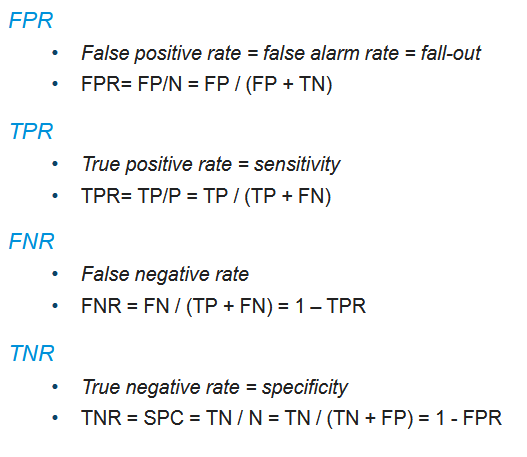 FPR
• False positive rate = false alarm rate = fall-out
• FPR= FP/N = FP / (FP + TN)
TPR
• True positive rate = sensitivity
• TPR= TP/P = TP / (TP + FN)
FNR
• False negative rate
• FNR = FN / (TP + FN) = 1 – TPR
TNR
• True negative rate = specificity
• TNR = SPC = TN / N = TN / (TN + FP) = 1 - FPR